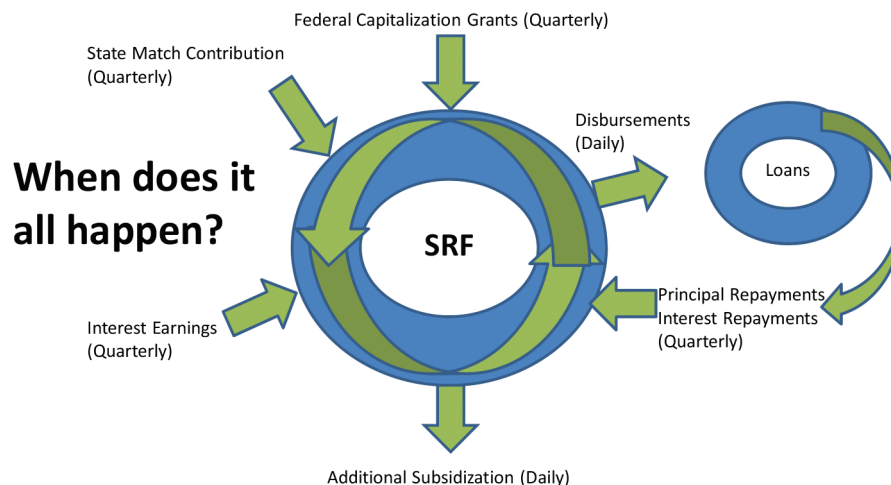 Federal Capitalization Grants (Quarterly)
State Match Contribution
(Quarterly)
Disbursements
(Daily)
Loans
When does it
all happen?
SRF
Principal Repayments
Interest Repayments
(Quarterly)
Interest Earnings
(Quarterly)
Additional Subsidization (Daily)